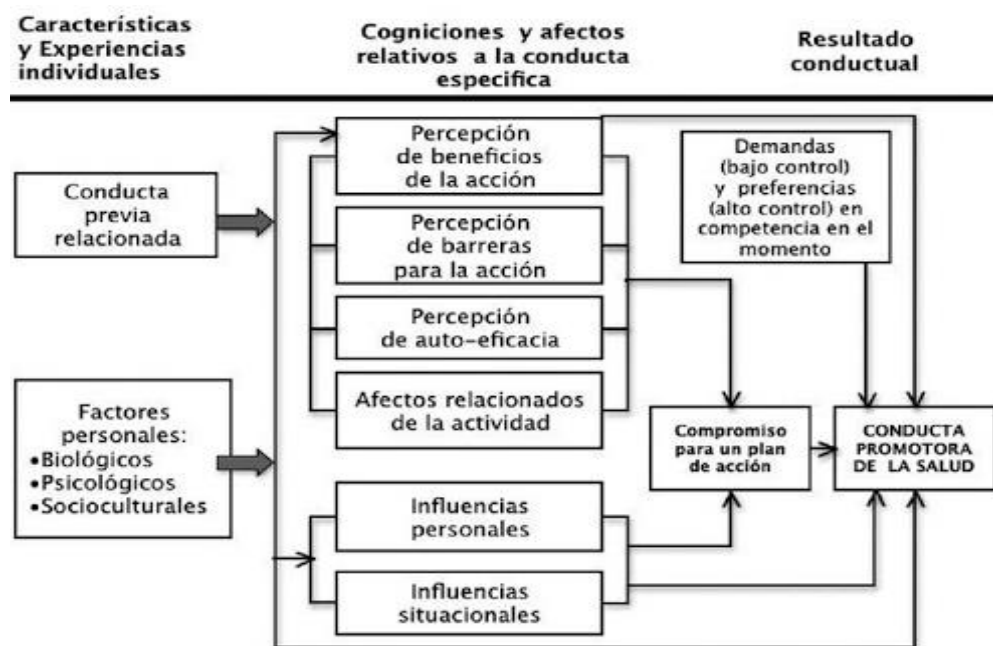 Características
y Experiencias
individuales
Cogniciones y afectos
relativos a la conducta
especifica
Resultado
conductual
Conducta
previa
relacionada
Factores
personales:
•Biológicos
•Psicológicos
•Socioculturales
Percepción
de beneficios
de la acción
Percepción
de barreras
para la acción
Percepción
de auto-eficacia
Afectos relacionados
de la actividad
Influencias
personales
Influencias
situacionales
Demandas
(bajo control)
y preferencias
(alto control) en
competencia en el
momento
Compromiso
para un plan
de acción
CONDUCTA
PROMOTORA
DE LA SALUD